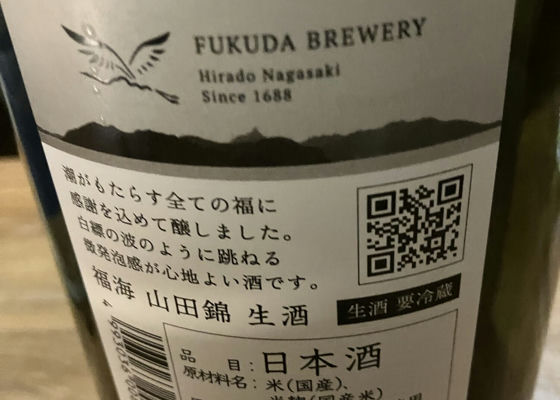 FUKUDA BREWERY
Hirado Nagasaki
Since 1688
潮がもたらす全ての福に
感謝を込めて醸しました。
白縹の波のように跳ねる
微発泡感が心地よい酒です。
福海 山田錦 生酒
生酒 要冷蔵
品 目:日本酒
原材料名:米(国産)、
米麹(国産米)